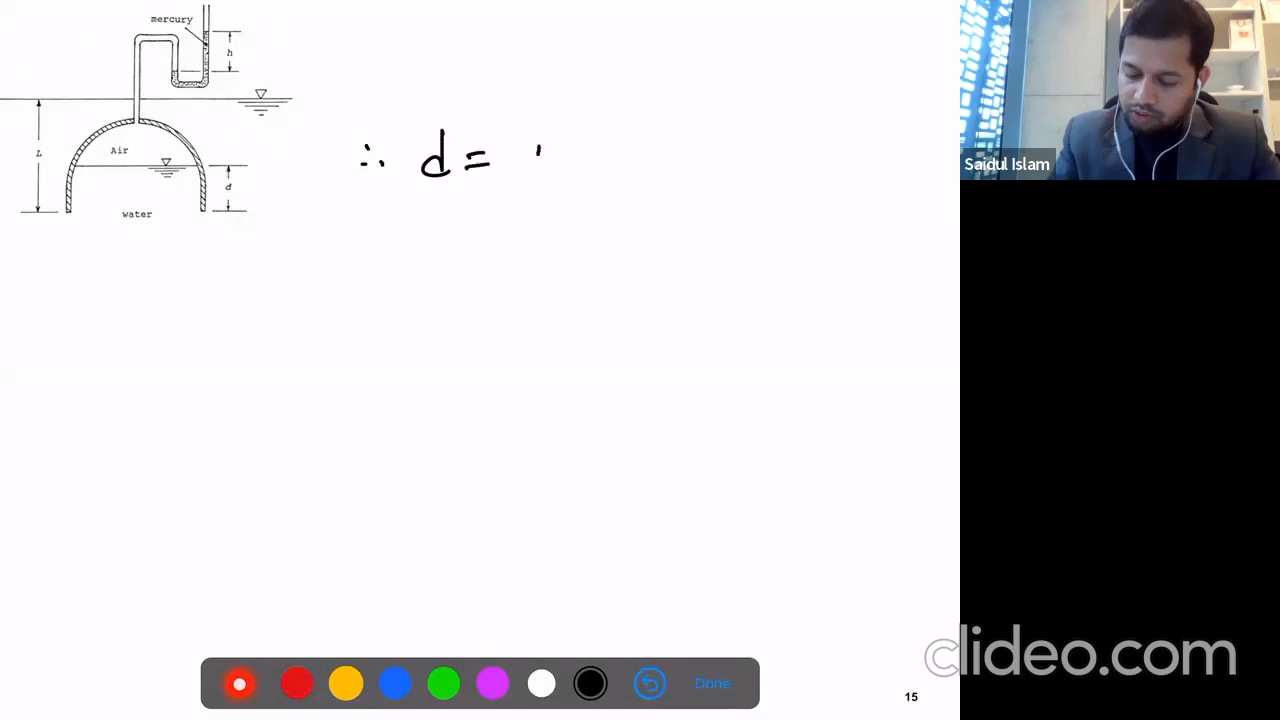 mercury
h
L
Air
d
water
∴ d =
Saidul Islam
Done
15
clideo.com